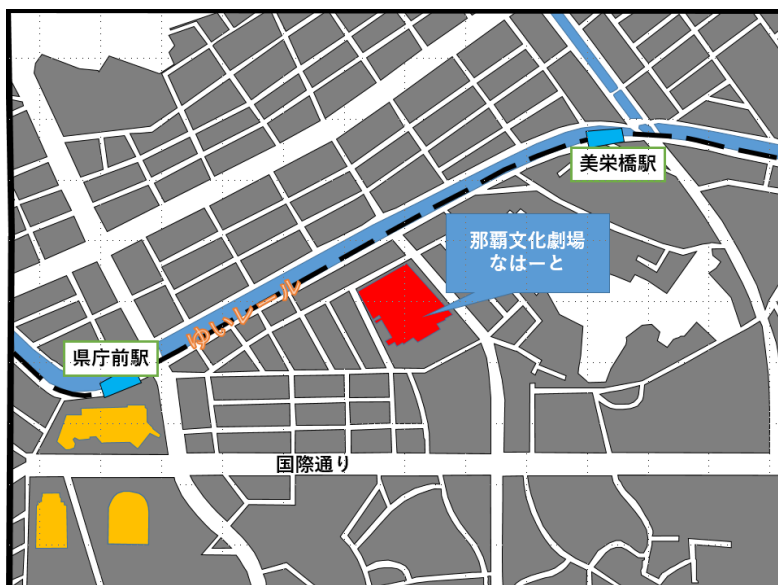 美栄橋駅
那覇文化劇場
なはーと
ゆいレール
県庁前駅
国際通り